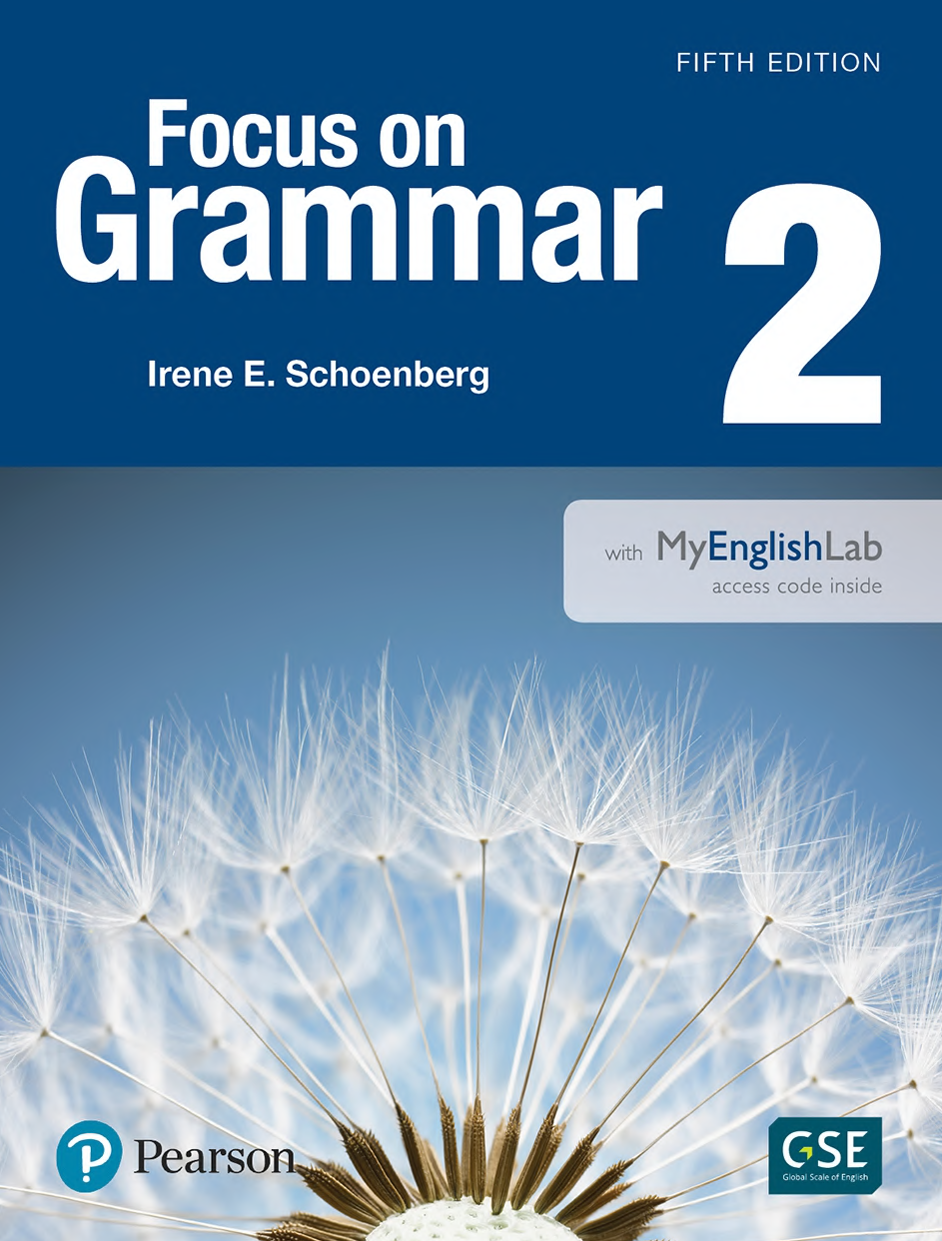 FIFTH EDITION
Focus on
Grammar 2
Irene E. Schoenberg
with MyEnglishLab
access code inside
Pearson
GSE
Global Scale of English